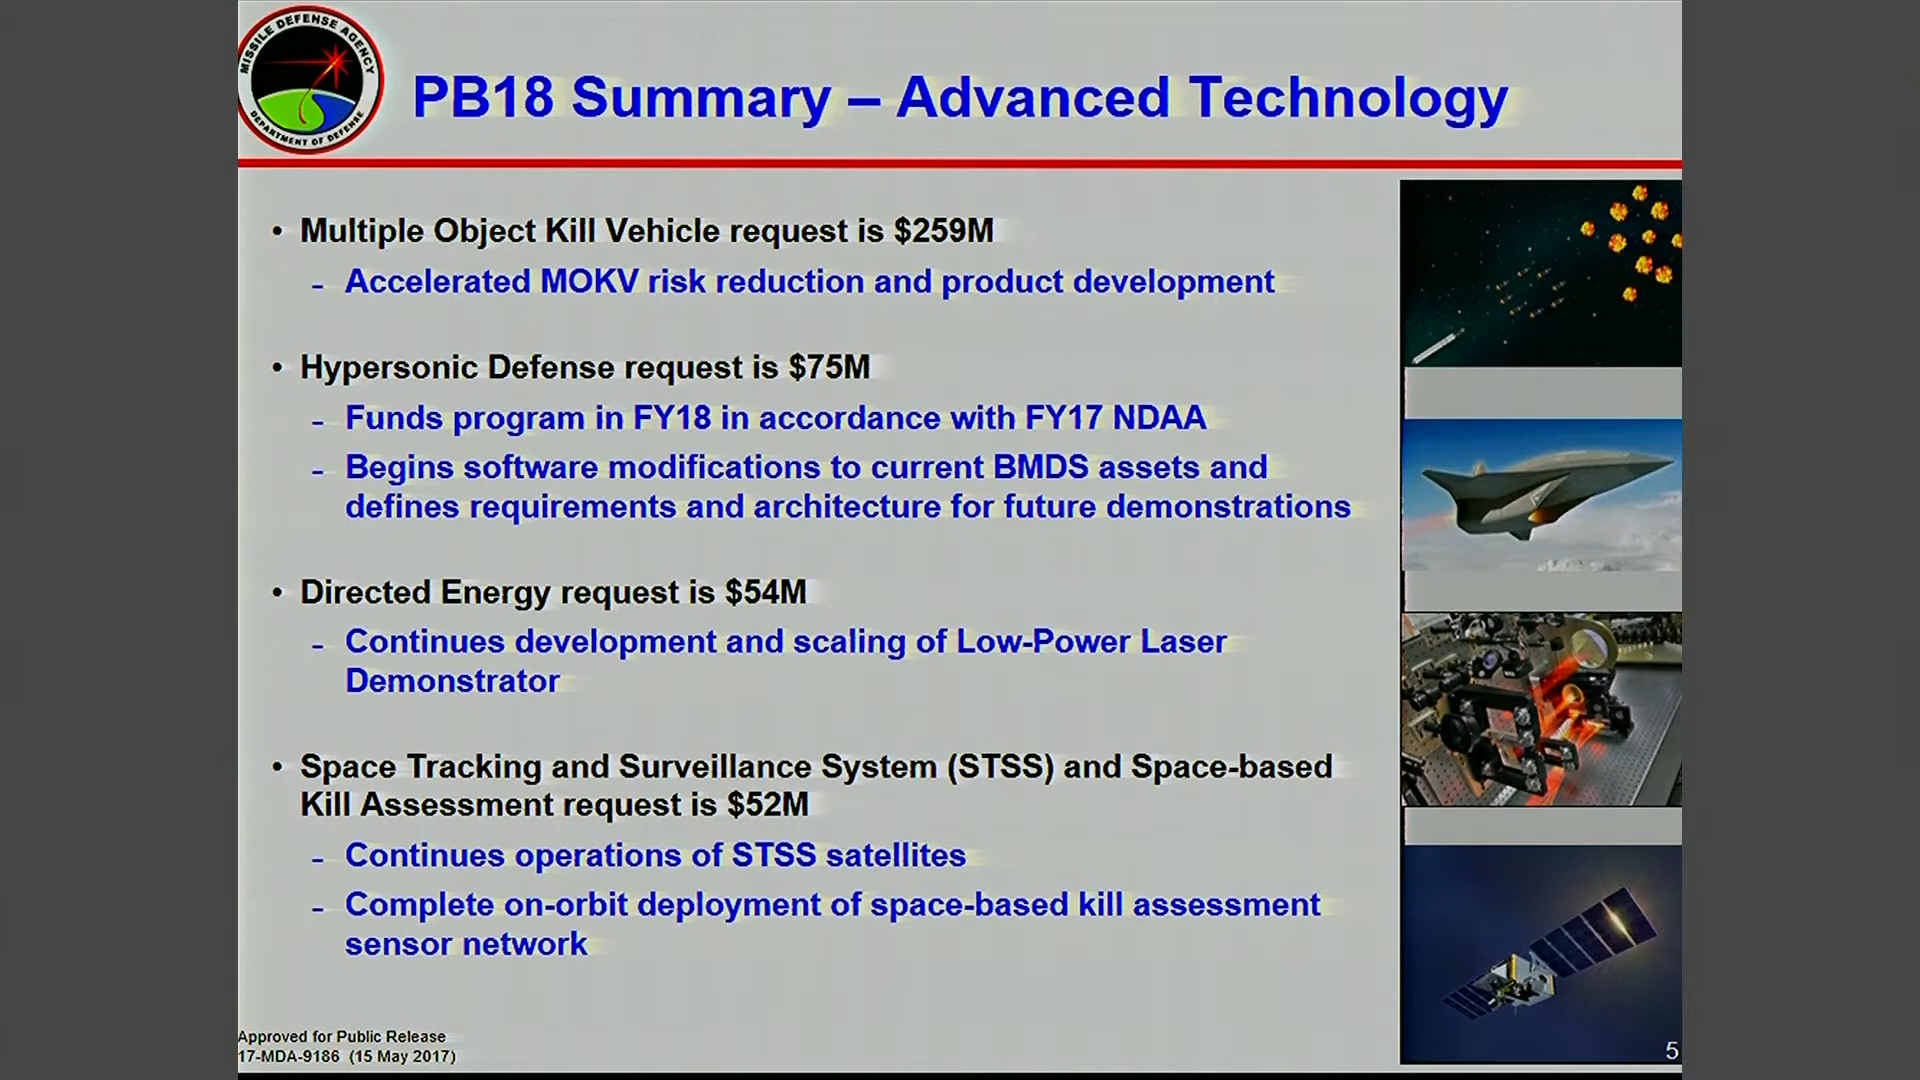 MISSILE DEFENSE AGENCY
DEPARTMENT OF DEFENSE
PB18 Summary – Advanced Technology
• Multiple Object Kill Vehicle request is $259M
- Accelerated MOKV risk reduction and product development
• Hypersonic Defense request is $75M
- Funds program in FY18 in accordance with FY17 NDAA
- Begins software modifications to current BMDS assets and
defines requirements and architecture for future demonstrations
• Directed Energy request is $54M
- Continues development and scaling of Low-Power Laser
Demonstrator
• Space Tracking and Surveillance System (STSS) and Space-based
Kill Assessment request is $52M
- Continues operations of STSS satellites
- Complete on-orbit deployment of space-based kill assessment
sensor network
Approved for Public Release
17-MDA-9186 (15 May 2017)
5